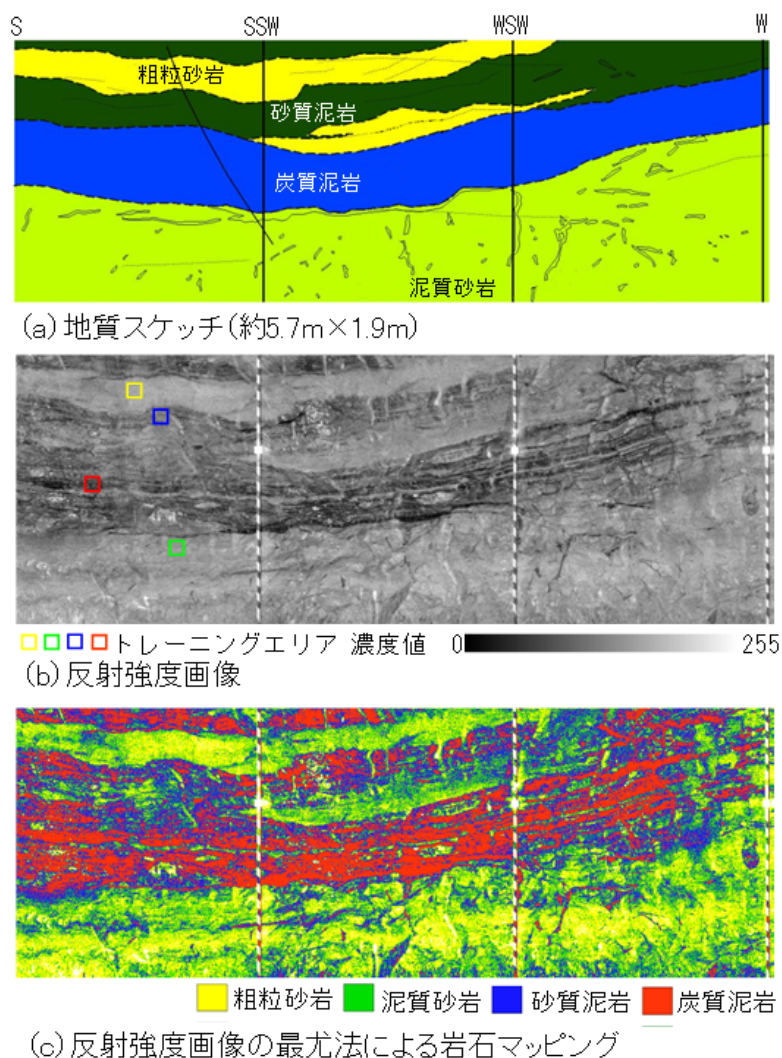 S SSW WSW W
粗粒砂岩
砂質泥岩
炭質泥岩
泥質砂岩
(a)地質スケッチ(約5.7m×1.9m)
トレーニングエリア 濃度値 0 255
(b)反射強度画像
粗粒砂岩 泥質砂岩 砂質泥岩 炭質泥岩
(c)反射強度画像の最尤法による岩石マッピング